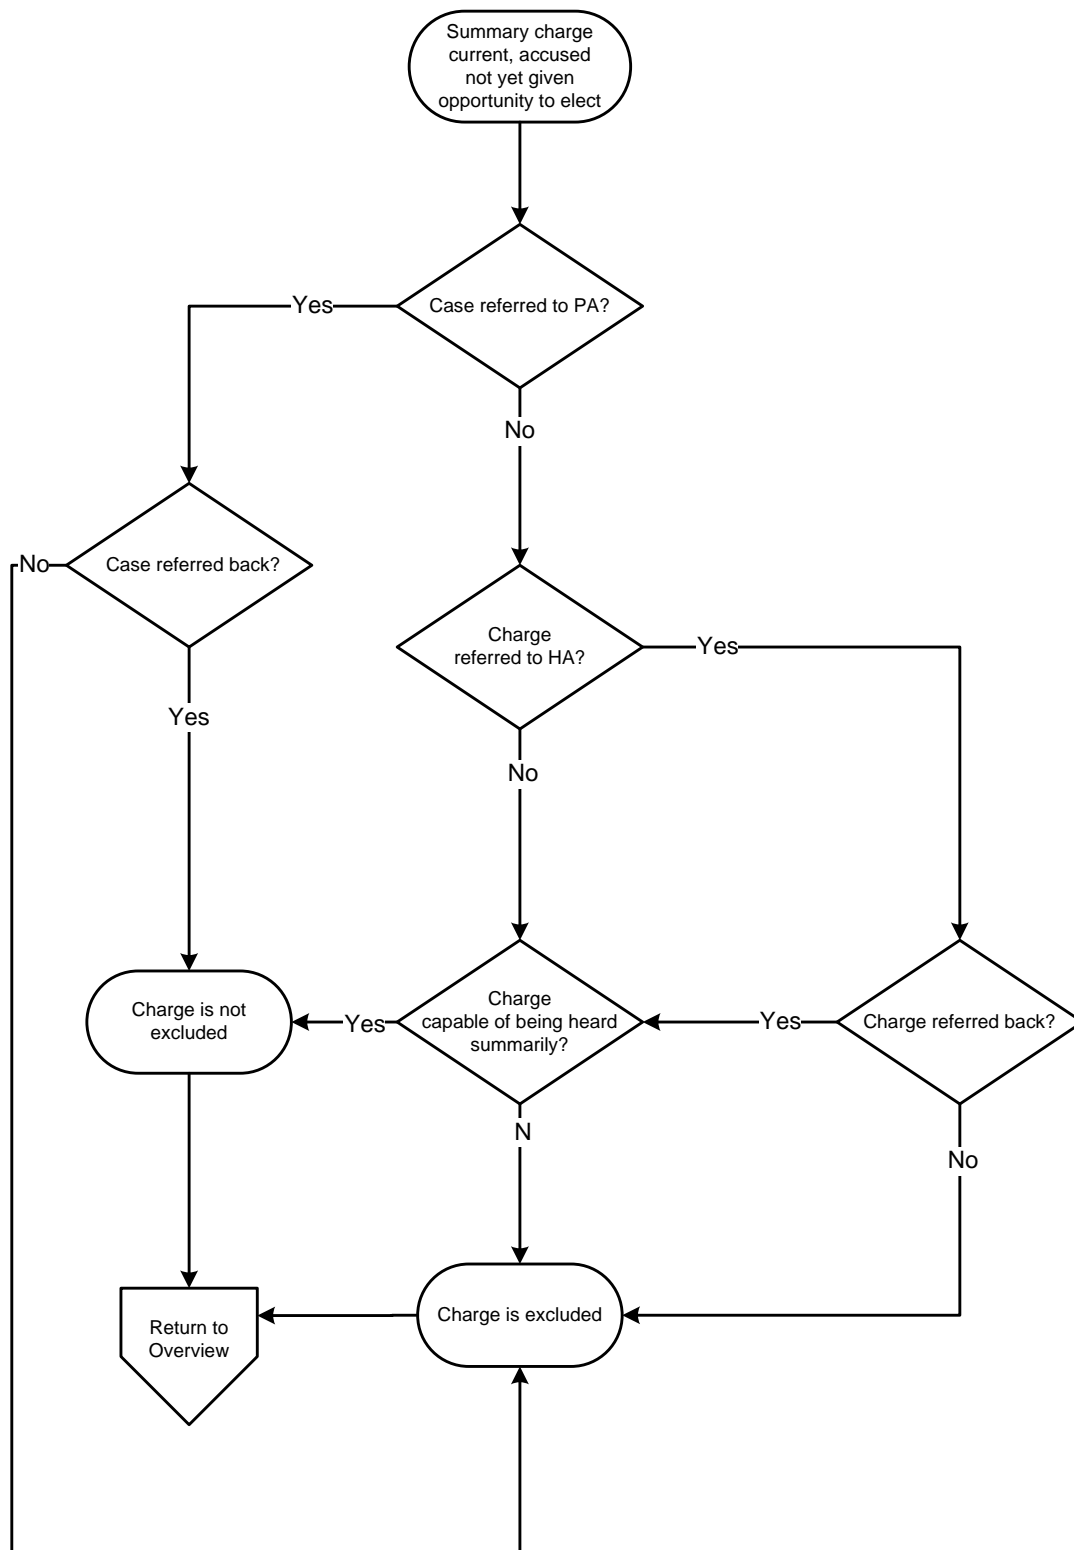 Summary charge
current, accused
not yet given
opportunity to elect
Yes
Case referred to PA?
No
No
Case referred back?
Charge
referred to HA?
Yes
Yes
No
Charge is not
excluded
Yes
Charge
capable of being heard
summarily?
Yes
Charge referred back?
N
No
Return to
Overview
Charge is excluded